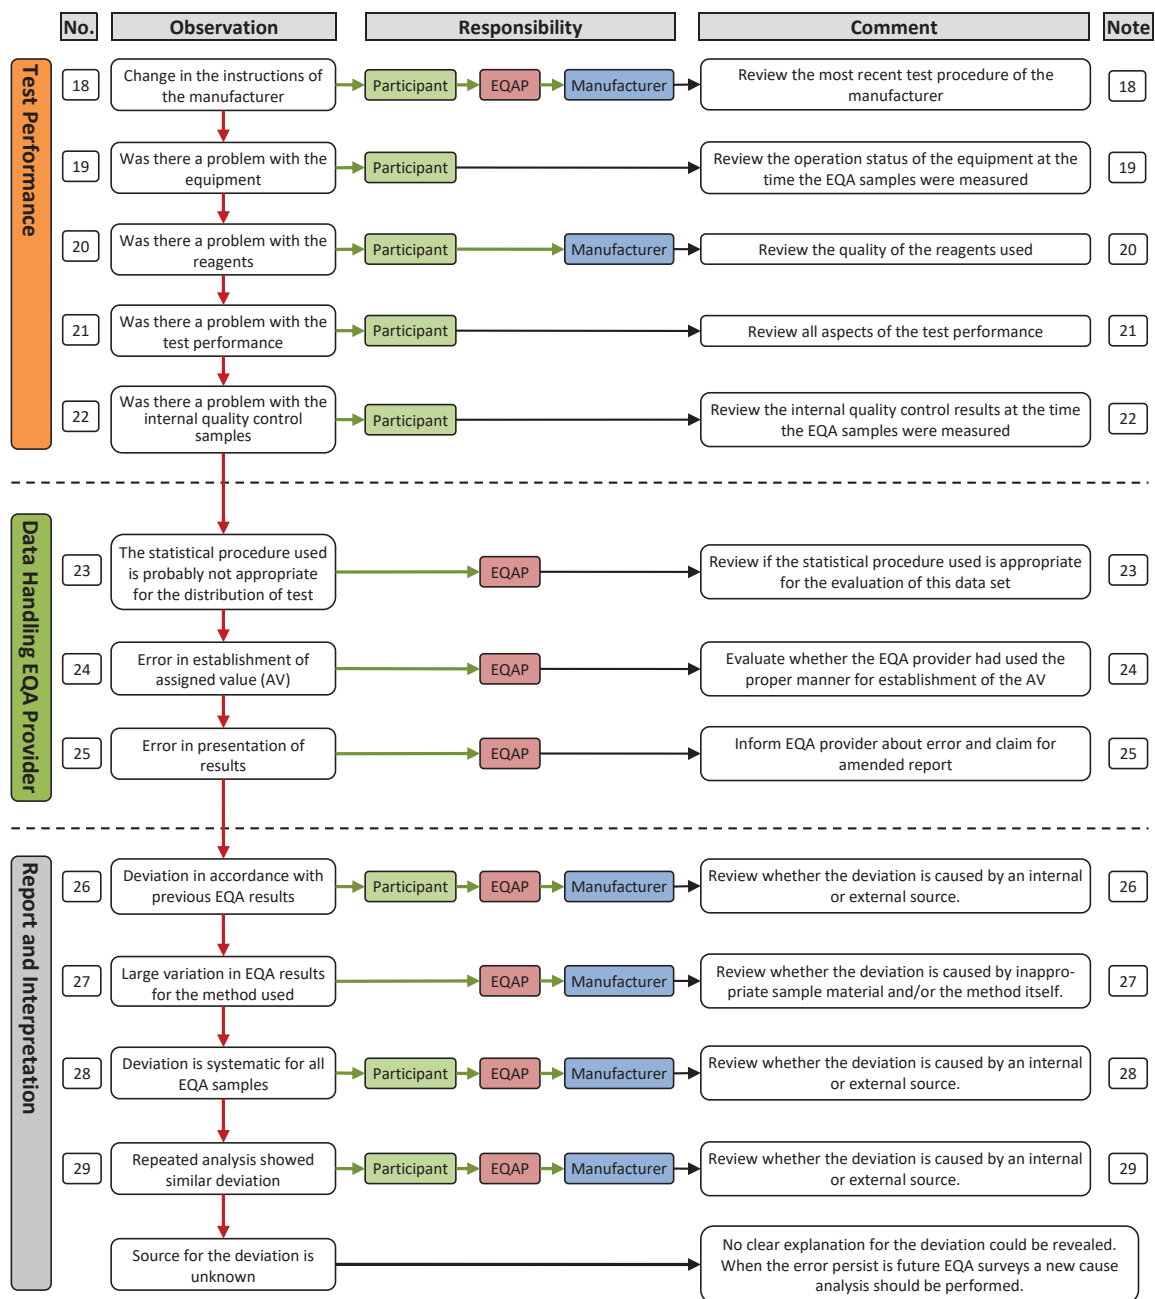 No.
Observation
Responsibility
Comment
Note
Test Performance
18
Change in the instructions of
the manufacturer
Participant
EQAP
Manufacturer
Review the most recent test procedure of the
manufacturer
18
19
Was there a problem with the
equipment
Participant
Review the operation status of the equipment at the
time the EQA samples were measured
19
20
Was there a problem with the
reagents
Participant
Manufacturer
Review the quality of the reagents used
20
21
Was there a problem with the
test performance
Participant
Review all aspects of the test performance
21
22
Was there a problem with the
internal quality control
samples
Participant
Review the internal quality control results at the time
the EQA samples were measured
22
Data Handling EQA Provider
23
The statistical procedure used
is probably not appropriate
for the distribution of test
EQAP
Review if the statistical procedure used is appropriate
for the evaluation of this data set
23
24
Error in establishment of
assigned value (AV)
EQAP
Evaluate whether the EQA provider had used the
proper manner for establishment of the AV
24
25
Error in presentation of
results
EQAP
Inform EQA provider about error and claim for
amended report
25
Report and Interpretation
26
Deviation in accordance with
previous EQA results
Participant
EQAP
Manufacturer
Review whether the deviation is caused by an internal
or external source.
26
27
Large variation in EQA results
for the method used
EQAP
Manufacturer
Review whether the deviation is caused by inappro-
priate sample material and/or the method itself.
27
28
Deviation is systematic for all
EQA samples
Participant
EQAP
Manufacturer
Review whether the deviation is caused by an internal
or external source.
28
29
Repeated analysis showed
similar deviation
Participant
EQAP
Manufacturer
Review whether the deviation is caused by an internal
or external source.
29
Source for the deviation is
unknown
No clear explanation for the deviation could be revealed.
When the error persist is future EQA surveys a new cause
analysis should be performed.